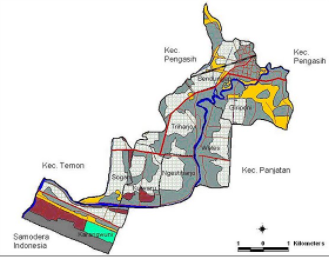 Kec.
Pengasih
Kec.
Pengasih
Bendungan
Giripeni
Triharjo
Wates
Kec. Temon
Sogan
Ngestiharjo
Kec. Panjatan
Kulwaru
Karangwuni
Samodera
Indonesia
1 0 1 Kilometers